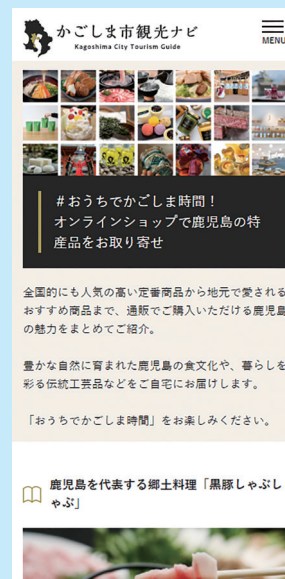 かごしま市観光ナビ
Kagoshima City Tourism Guide
MENU
＃おうちでかごしま時間！
オンラインショップで鹿児島の特
産品をお取り寄せ
全国的にも人気の高い定番商品から地元で愛される
おすすめ商品まで、通販でご購入いただける鹿児島
の魅力をまとめてご紹介。
豊かな自然に育まれた鹿児島の食文化や、暮らしを
彩る伝統工芸品などをご自宅にお届けします。
「おうちでかごしま時間」をお楽しみください。
鹿児島を代表する郷土料理「黒豚しゃぶし
ゃぶ」